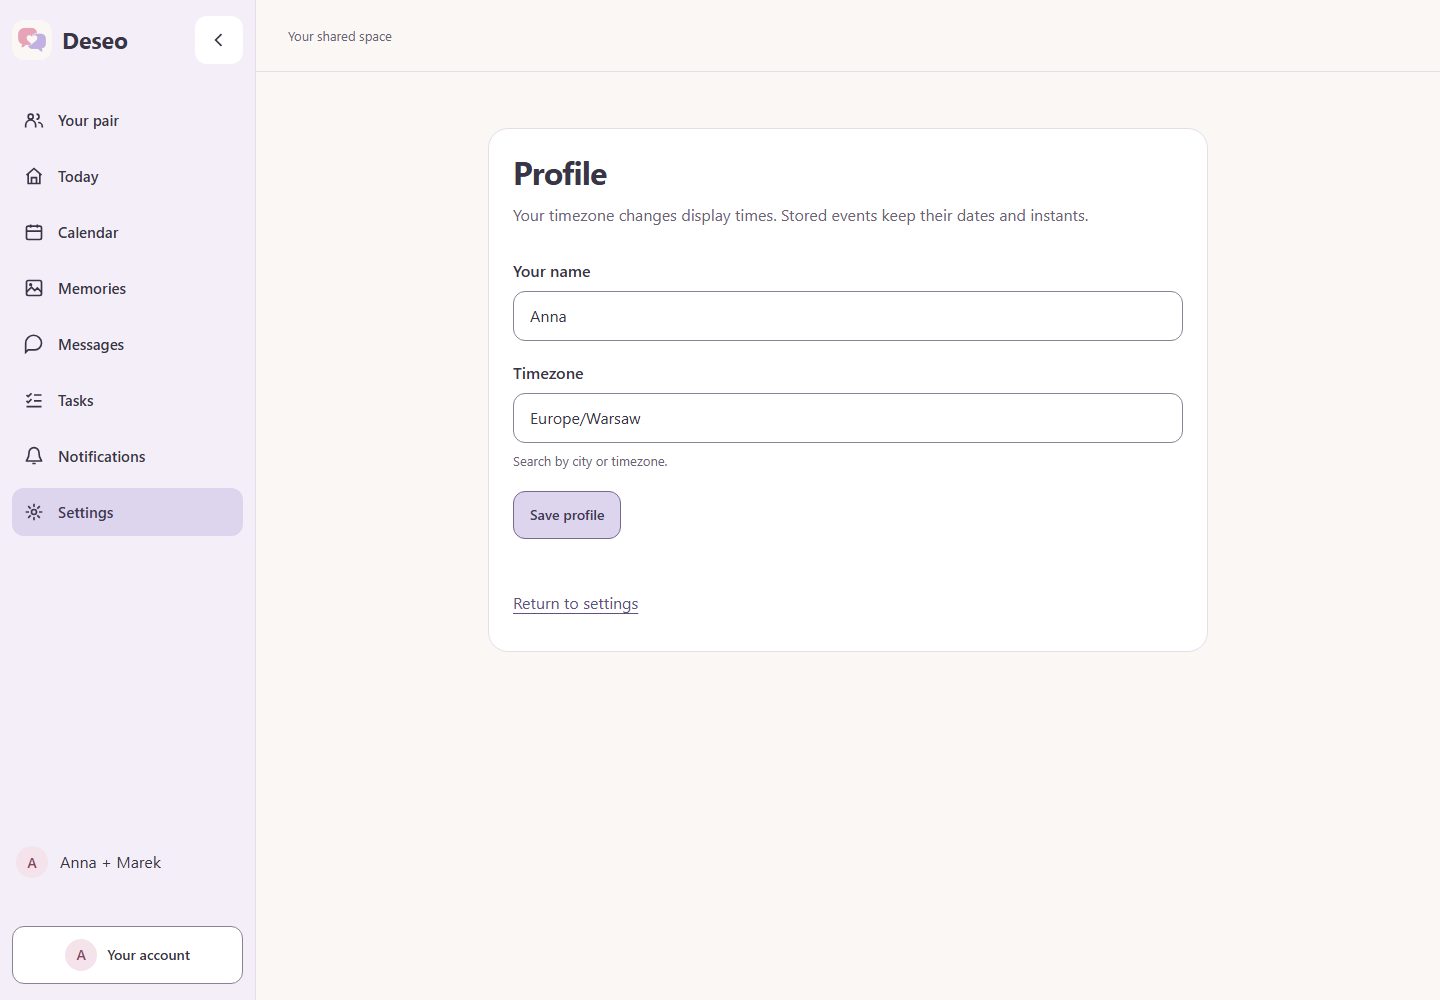 Deseo
Your pair
Today
Calendar
Memories
Messages
Tasks
Notifications
Settings
A
Anna + Marek
A
Your account
Your shared space
Profile
Your timezone changes display times. Stored events keep their dates and instants.
Your name
Anna
Timezone
Europe/Warsaw
Search by city or timezone.
Save profile
Return to settings